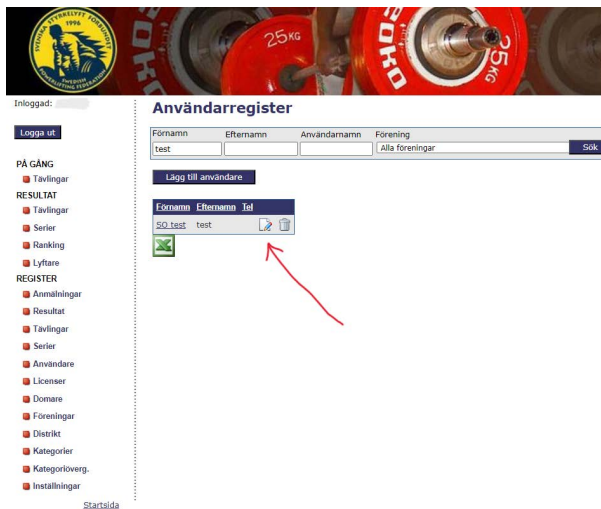 SVENSKA STYRKELYFTFÖRBUNDET
1996
SWEDISH
POWERLIFTING FEDERATION
25KG
25
KG
Inloggad:
Logga ut
PÅ GÅNG
Tävlingar
RESULTAT
Tävlingar
Serier
Ranking
Lyftare
REGISTER
Anmälningar
Resultat
Tävlingar
Serier
Användare
Licenser
Domare
Föreningar
Distrikt
Kategorier
Kategoriöverg.
Inställningar
Startsida
Användarregister
Förnamn Efternamn Användarnamn Förening
test Alla föreningar Sök
Lägg till användare
Förnamn Efternamn Tel
SO test test